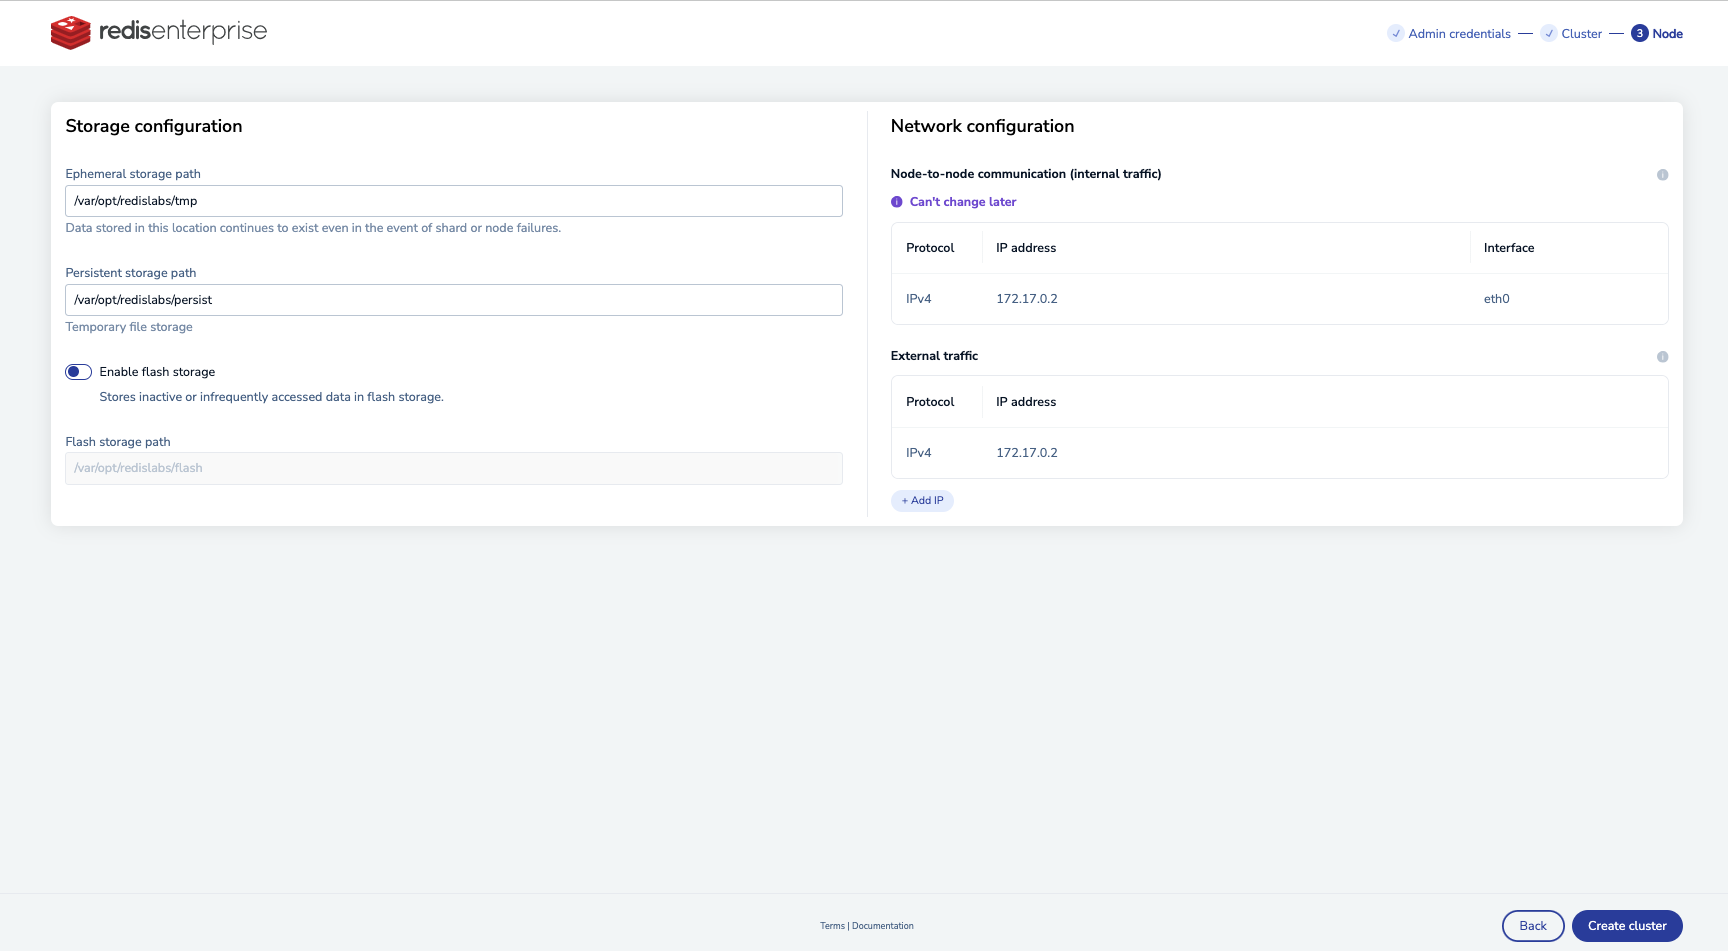 redisenterprise
Admin credentials — Cluster — 3 Node
Storage configuration
Ephemeral storage path
/var/opt/redislabs/tmp
Data stored in this location continues to exist even in the event of shard or node failures.
Persistent storage path
/var/opt/redislabs/persist
Temporary file storage
Enable flash storage
Stores inactive or infrequently accessed data in flash storage.
Flash storage path
/var/opt/redislabs/flash
Network configuration
Node-to-node communication (internal traffic)
Can't change later
Protocol IP address Interface
IPv4 172.17.0.2 eth0
External traffic
Protocol IP address
IPv4 172.17.0.2
+ Add IP
Terms | Documentation
Back Create cluster